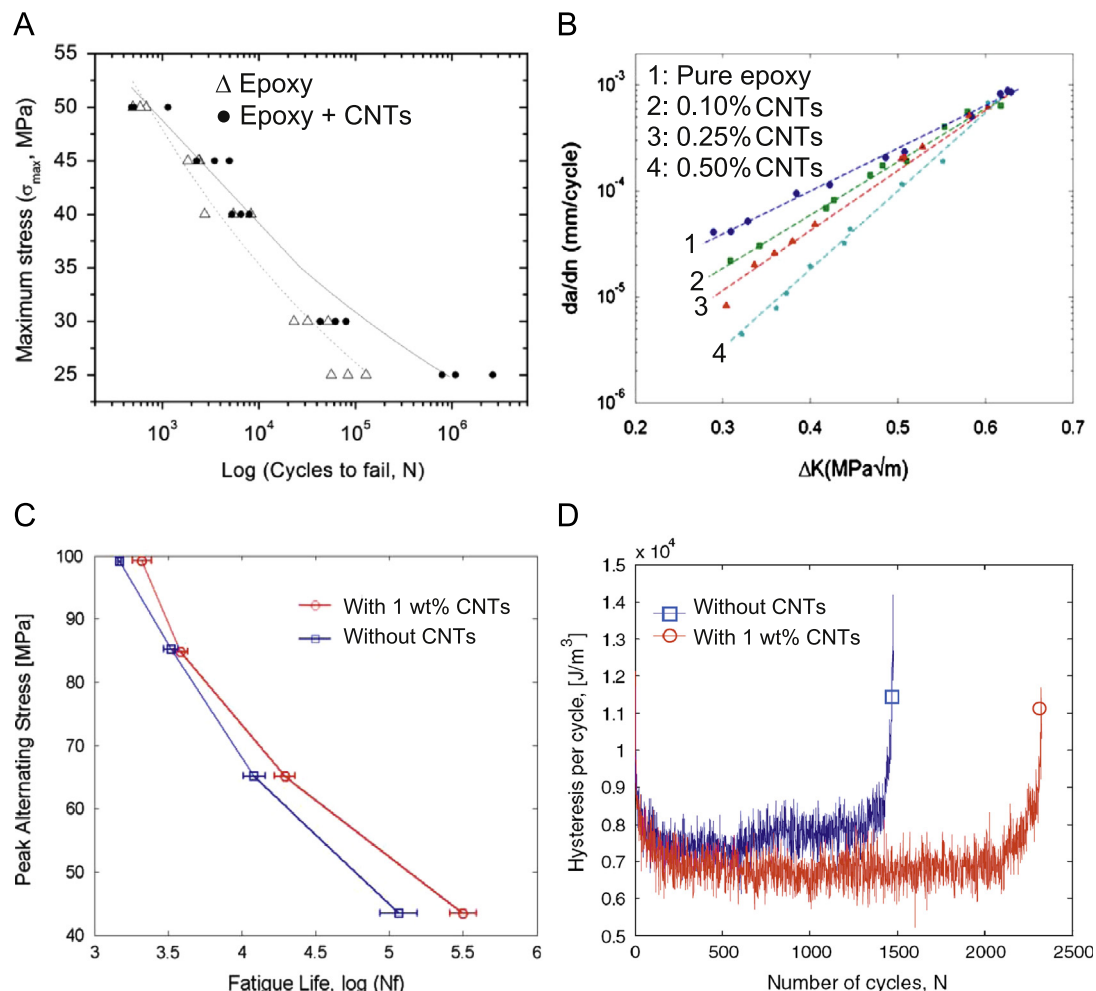 A
55
50
45
40
35
30
25
Maximum stress (σmax, MPa)
△ Epoxy
● Epoxy + CNTs
10³ 10⁴ 10⁵ 10⁶
Log (Cycles to fail, N)
B
10⁻³
10⁻⁴
10⁻⁵
10⁻⁶
da/dn (mm/cycle)
1: Pure epoxy
2: 0.10% CNTs
3: 0.25% CNTs
4: 0.50% CNTs
1
2
3
4
0.2 0.3 0.4 0.5 0.6 0.7
ΔK(MPa√m)
C
100
90
80
70
60
50
40
Peak Alternating Stress [MPa]
With 1 wt% CNTs
Without CNTs
3 3.5 4 4.5 5 5.5 6
Fatigue Life, log (Nf)
D
x 10⁴
1.5
1.4
1.3
1.2
1.1
1
0.9
0.8
0.7
0.6
0.5
Hysteresis per cycle, [J/m³]
Without CNTs
With 1 wt% CNTs
0 500 1000 1500 2000 2500
Number of cycles, N